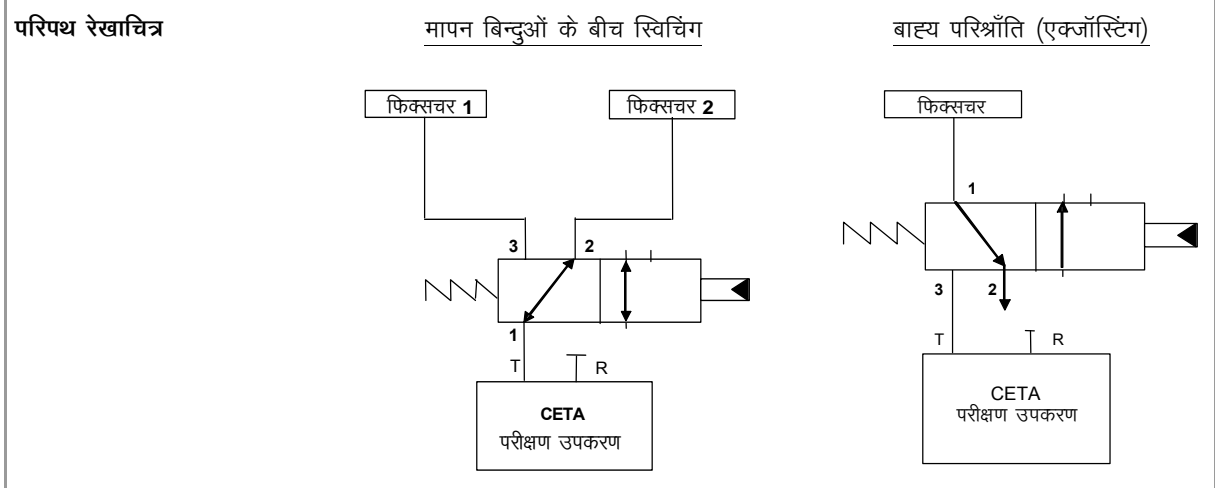 परिपथ रेखाचित्र
मापन बिन्दुओं के बीच स्विचिंग
फिक्सचर 1
फिक्सचर 2
3
2
1
T
R
CETA
परीक्षण उपकरण
बाह्य परिश्राँति (एक्जॉस्टिंग)
फिक्सचर
1
3
2
T
R
CETA
परीक्षण उपकरण